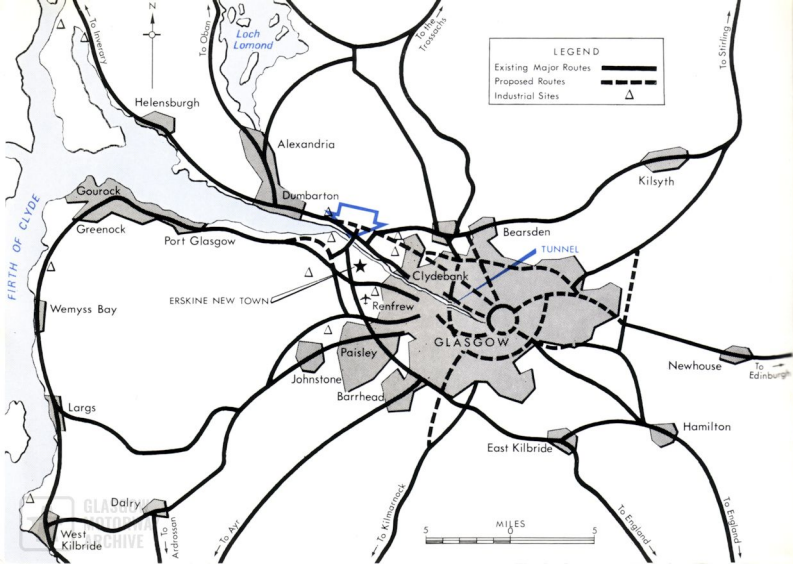 To Inverary
N
To Oban
Loch
Lomond
To the
Trossachs
To Stirling
LEGEND
Existing Major Routes
Proposed Routes
Industrial Sites
Helensburgh
Alexandria
Kilsyth
Gourock
Dumbarton
Greenock
Port Glasgow
Bearsden
FIRTH OF CLYDE
TUNNEL
Clydebank
ERSKINE NEW TOWN
Renfrew
Wemyss Bay
GLASGOW
Paisley
Johnstone
Newhouse
To
Edinburgh
Barrhead
Largs
Hamilton
East Kilbride
Dalry
GLASGOW
MOTORWAY
ARCHIVE
West
Kilbride
To
Ardrossan
To Ayr
To Kilmarnock
MILES
5 0 5
To England
To England